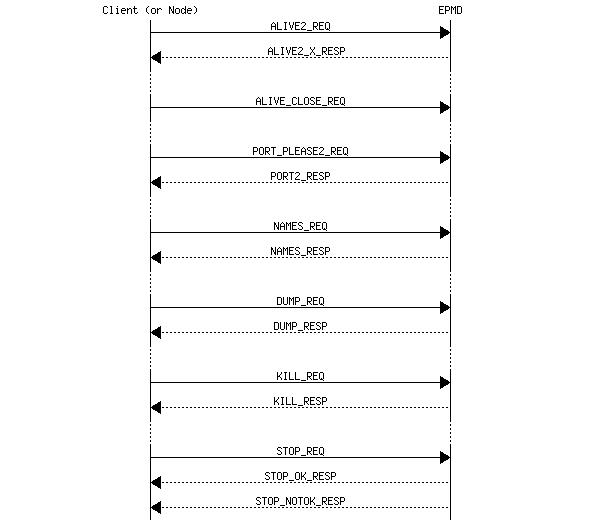 Client (or Node) EPMD
ALIVE2_REQ
ALIVE2_X_RESP
ALIVE_CLOSE_REQ
PORT_PLEASE2_REQ
PORT2_RESP
NAMES_REQ
NAMES_RESP
DUMP_REQ
DUMP_RESP
KILL_REQ
KILL_RESP
STOP_REQ
STOP_OK_RESP
STOP_NOTOK_RESP